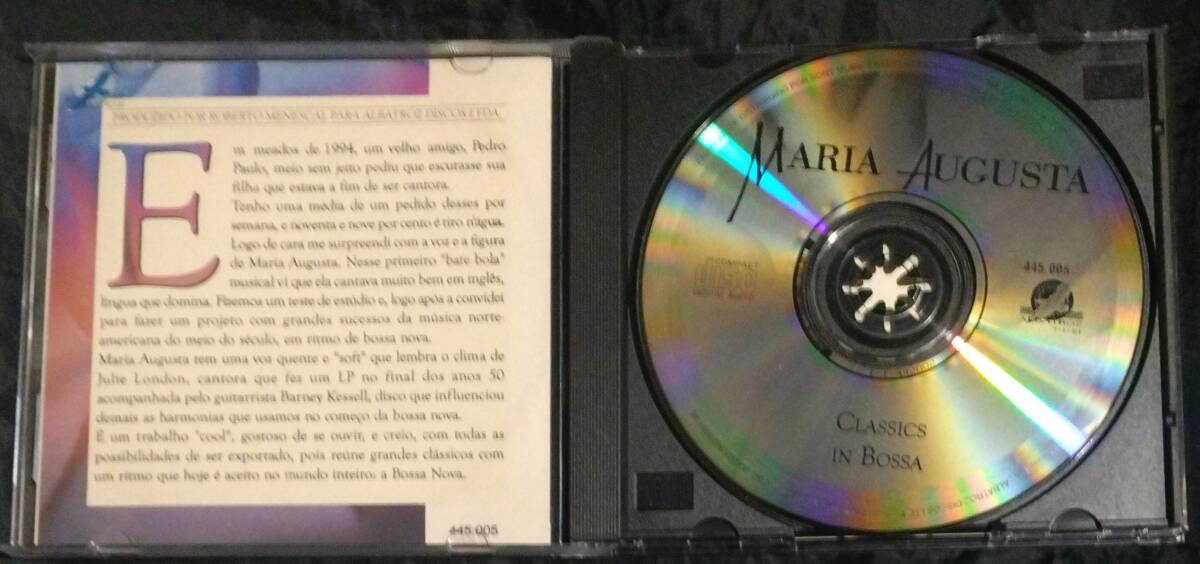 PRODUZIDO POR ROBERTO MENESCAL PARA ALBATROZ DISCOS LTDA.
Em meados de 1994, um velho amigo, Pedro
Paulo, meio sem jeito pediu que escutasse sua
filha que estava a fim de ser cantora.
Tenho uma média de um pedido desses por
semana, e noventa e nove por cento é tiro n'água.
Logo de cara me surpreendi com a voz e a figura
de Maria Augusta. Nesse primeiro "bate bola"
musical vi que ela cantava muito bem em inglês,
língua que domina. Fizemos um teste de estúdio e, logo após a convidei
para fazer um projeto com grandes sucessos da música norte-
americana do meio do século, em ritmo de bossa nova.
Maria Augusta tem uma voz quente e "soft" que lembra o clima de
Julie London, cantora que fez um LP no final dos anos 50
acompanhada pelo guitarrista Barney Kessell, disco que influenciou
demais as harmonias que usamos no começo da bossa nova.
É um trabalho "cool", gostoso de se ouvir, e creio, com todas as
possibilidades de ser exportado, pois reúne grandes clássicos com
um ritmo que hoje é aceito no mundo inteiro: a Bossa Nova.
445.005
MARIA AUGUSTA
COMPACT
disc
DIGITAL AUDIO
445.005
CLASSICS
IN BOSSA
ALBATROZ DISCOS LTDA